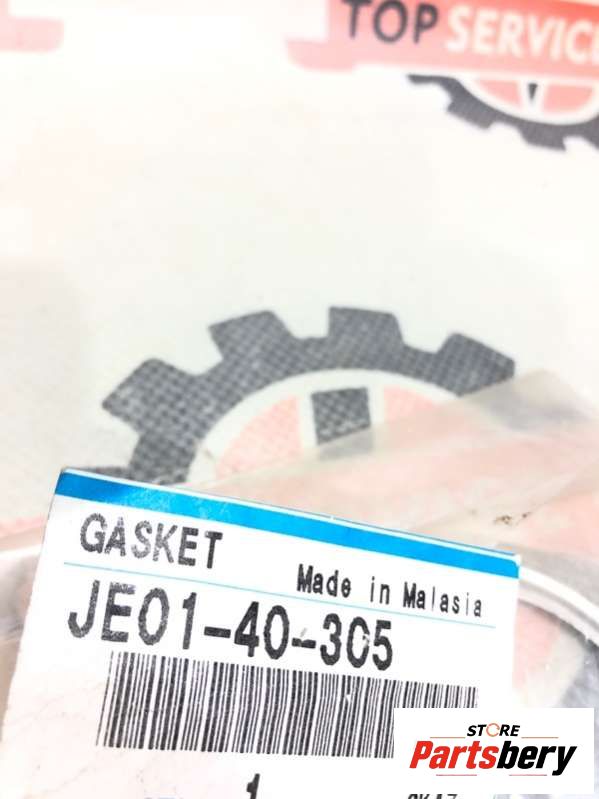 TOP SERVICE
GASKET
Made in Malasia
JE01-40-305
1
STORE
Partsbery